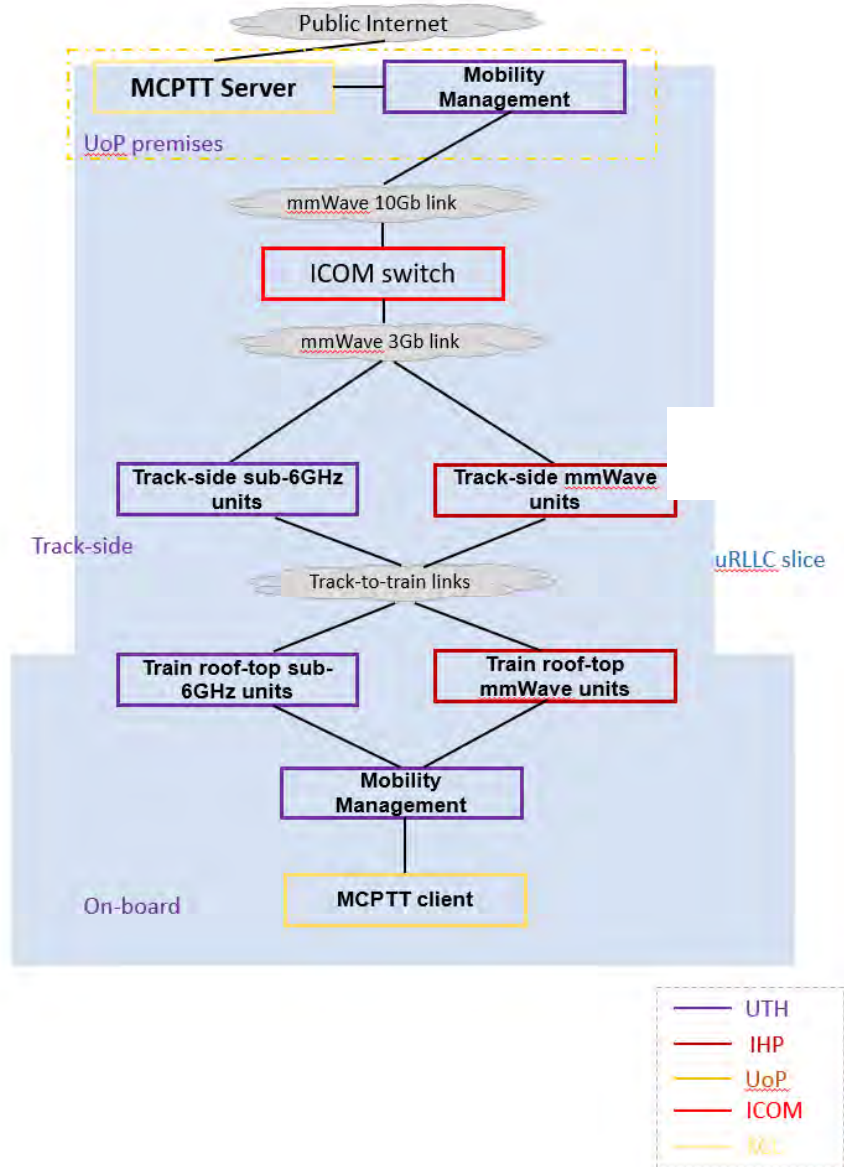 Public Internet
MCPTT Server
Mobility
Management
UoP premises
mmWave 10Gb link
ICOM switch
mmWave 3Gb link
Track-side sub-6GHz
units
Track-side mmWave
units
Track-side
uRLLC slice
Track-to-train links
Train roof-top sub-
6GHz units
Train roof-top
mmWave units
Mobility
Management
MCPTT client
On-board
UTH
IHP
UoP
ICOM